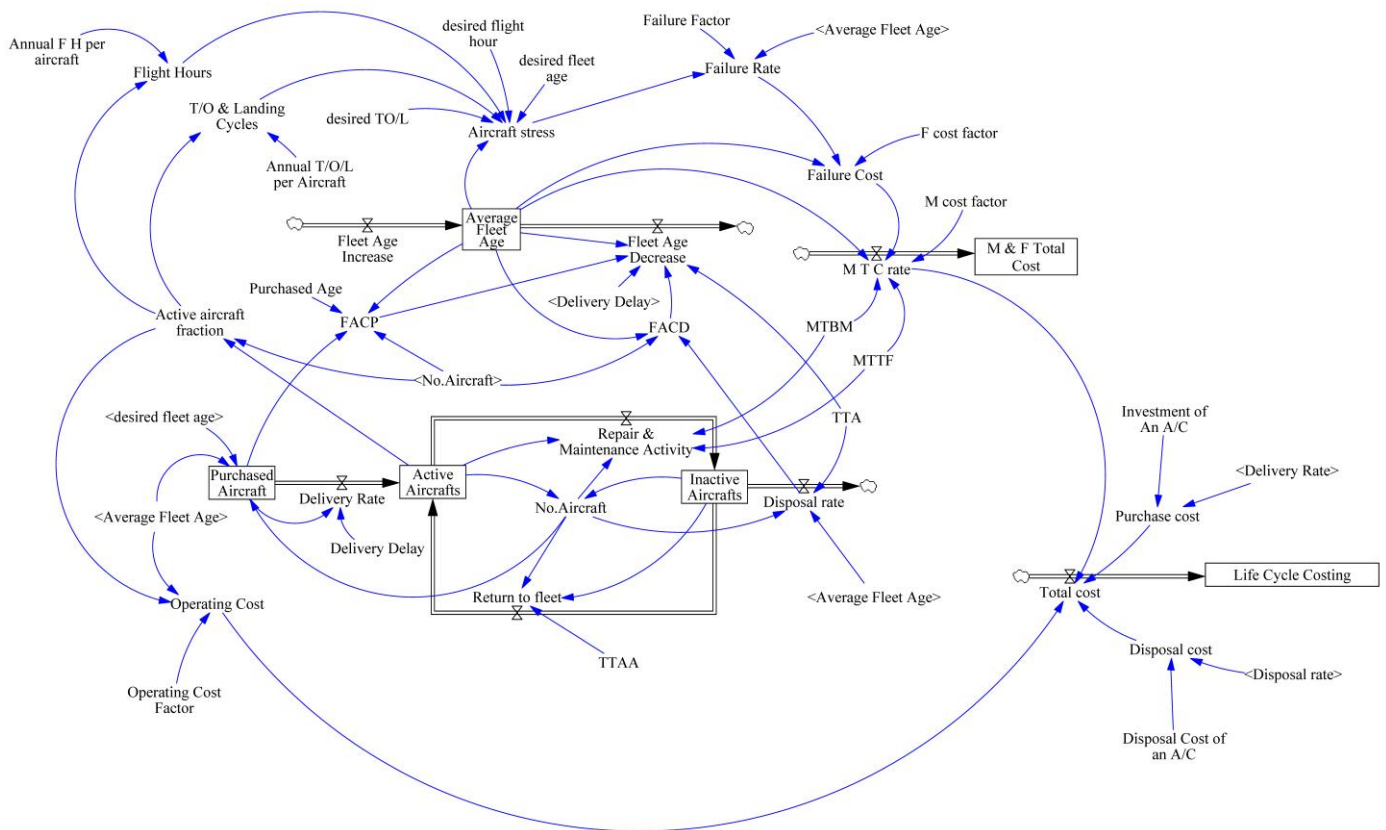 Annual F H per
aircraft
Flight Hours
T/O & Landing
Cycles
Annual T/O/L
per Aircraft
desired TO/L
desired flight
hour
desired fleet
age
Aircraft stress
Failure Factor
<Average Fleet Age>
Failure Rate
F cost factor
Failure Cost
M cost factor
Average
Fleet
Age
Fleet Age
Increase
Fleet Age
Decrease
<Delivery Delay>
M T C rate
M & F Total
Cost
Purchased Age
FACP
FACD
MTBM
MTTF
Active aircraft
fraction
<No.Aircraft>
TTA
<desired fleet age>
Purchased
Aircraft
Delivery Rate
Active
Aircrafts
Repair &
Maintenance Activity
Inactive
Aircrafts
Disposal rate
No.Aircraft
<Average Fleet Age>
Delivery Delay
Investment of
An A/C
<Delivery Rate>
Purchase cost
Operating Cost
Return to fleet
<Average Fleet Age>
Total cost
Life Cycle Costing
TTAA
Operating Cost
Factor
Disposal cost
<Disposal rate>
Disposal Cost of
an A/C